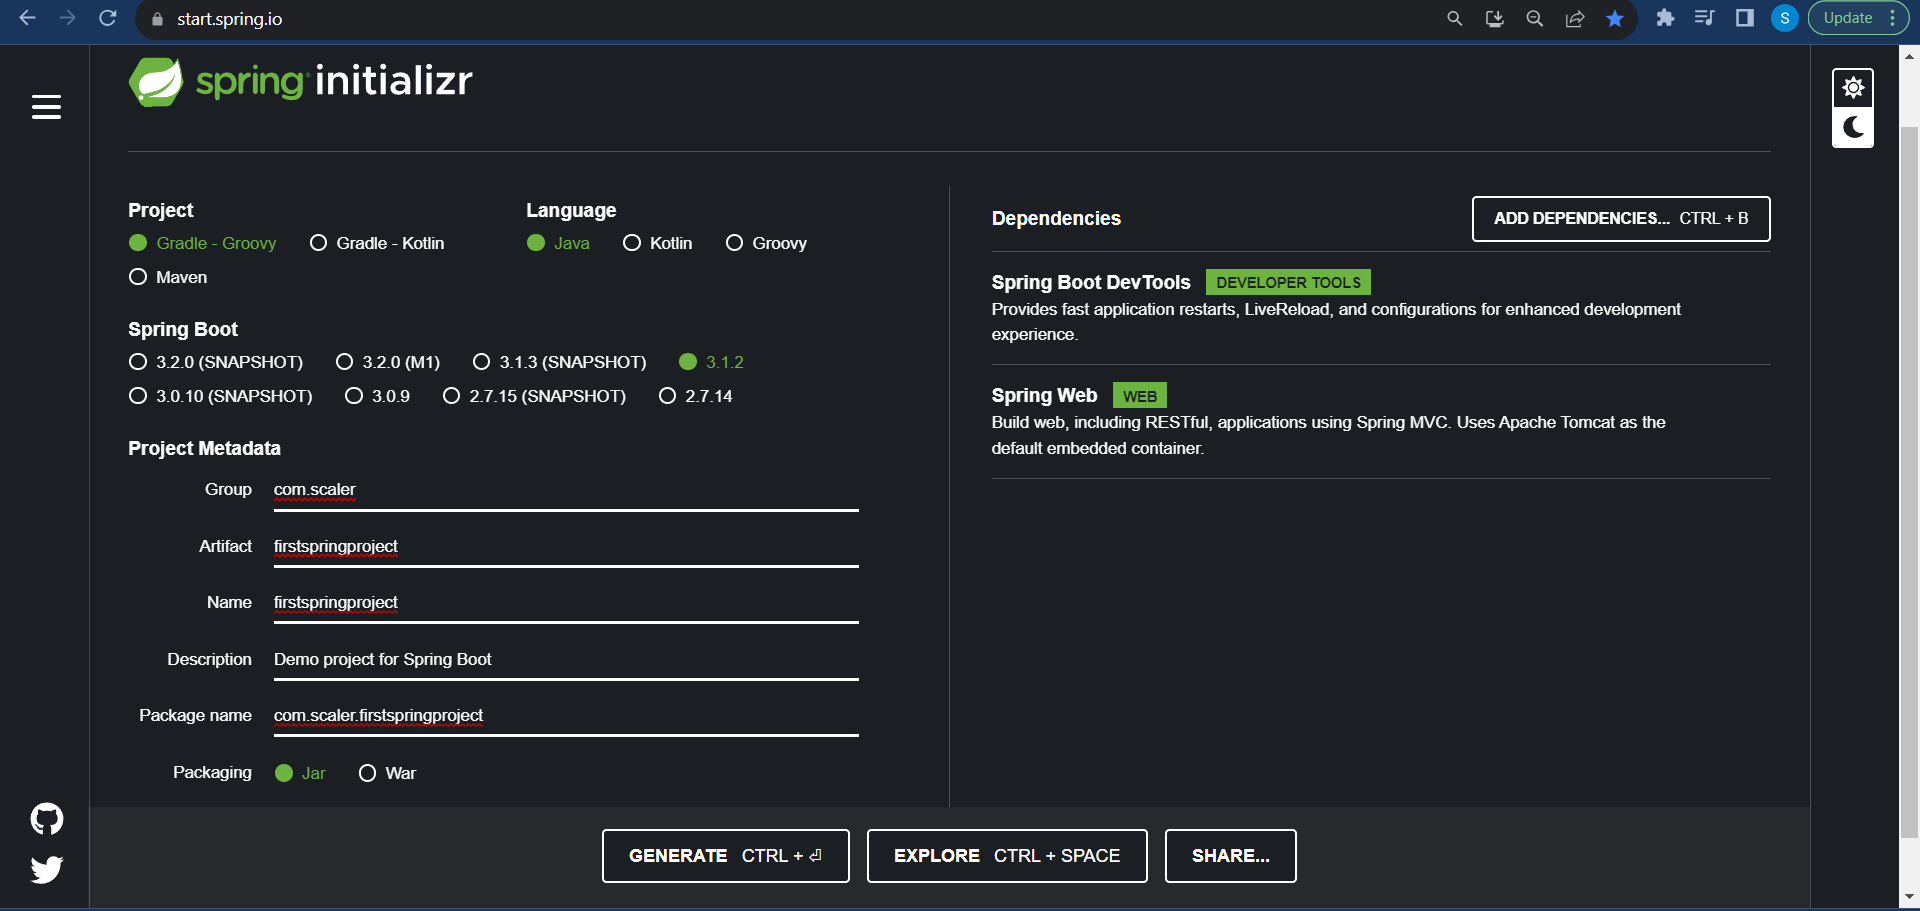 start.spring.io
S
Update
spring initializr
Project
Gradle - Groovy
Gradle - Kotlin
Maven
Language
Java
Kotlin
Groovy
Spring Boot
3.2.0 (SNAPSHOT)
3.2.0 (M1)
3.1.3 (SNAPSHOT)
3.1.2
3.0.10 (SNAPSHOT)
3.0.9
2.7.15 (SNAPSHOT)
2.7.14
Project Metadata
Group com.scaler
Artifact firstspringproject
Name firstspringproject
Description Demo project for Spring Boot
Package name com.scaler.firstspringproject
Packaging Jar War
Dependencies
ADD DEPENDENCIES... CTRL + B
Spring Boot DevTools DEVELOPER TOOLS
Provides fast application restarts, LiveReload, and configurations for enhanced development
experience.
Spring Web WEB
Build web, including RESTful, applications using Spring MVC. Uses Apache Tomcat as the
default embedded container.
GENERATE CTRL + ⏎
EXPLORE CTRL + SPACE
SHARE...